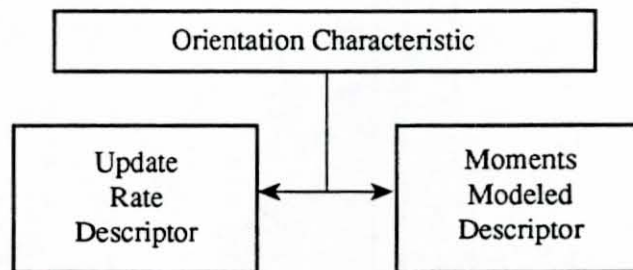 Orientation Characteristic
Update
Rate
Descriptor
Moments
Modeled
Descriptor